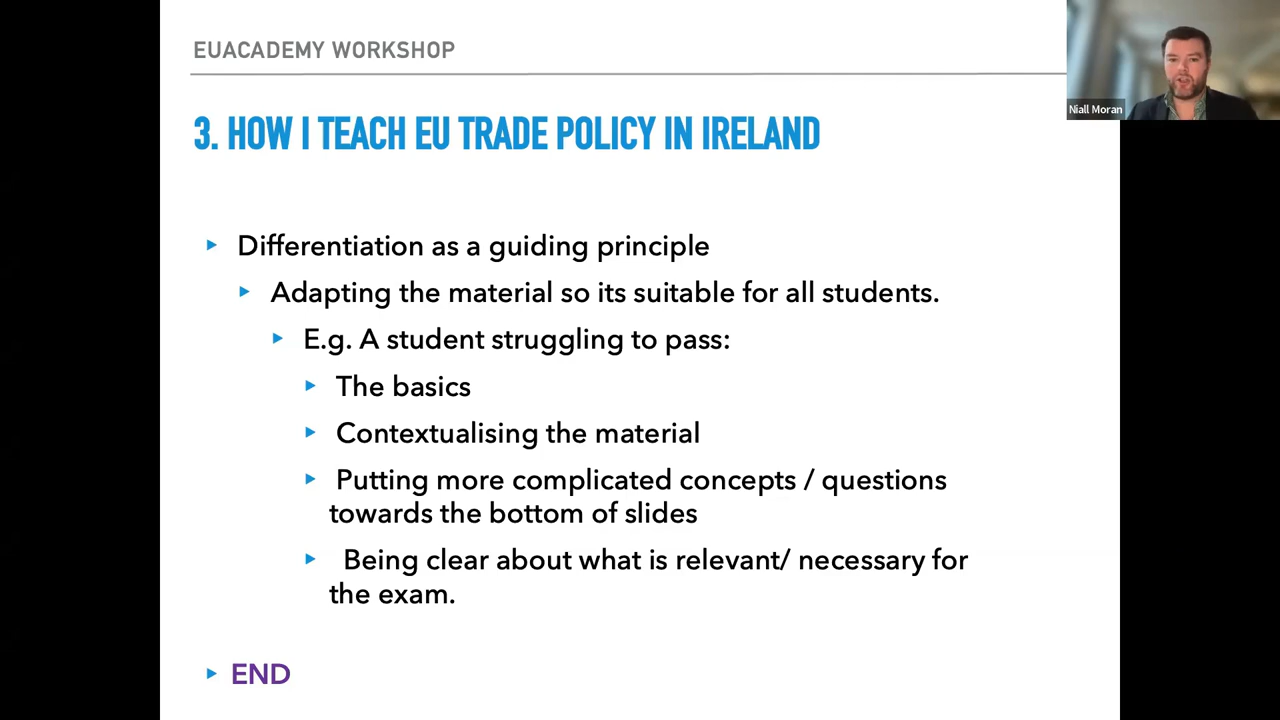 EUACADEMY WORKSHOP
Niall Moran
3. HOW I TEACH EU TRADE POLICY IN IRELAND
Differentiation as a guiding principle
Adapting the material so its suitable for all students.
E.g. A student struggling to pass:
The basics
Contextualising the material
Putting more complicated concepts / questions
towards the bottom of slides
Being clear about what is relevant/ necessary for
the exam.
END